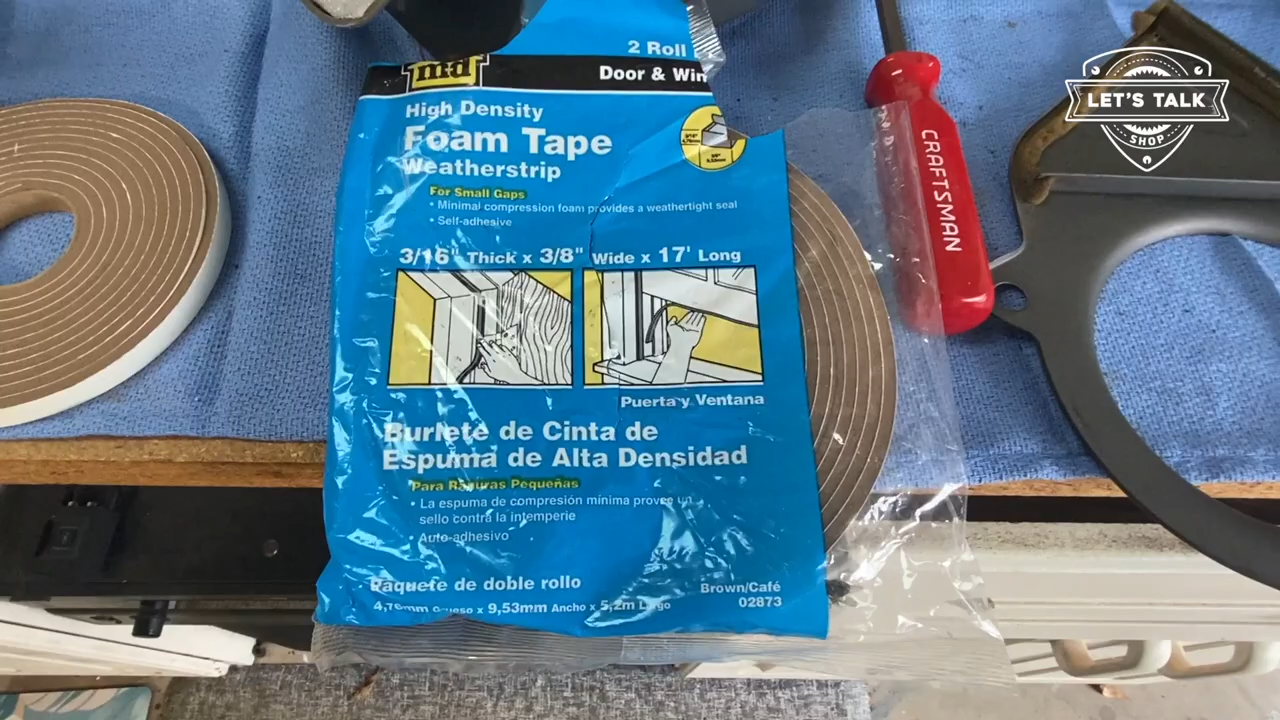 2 Roll
md
Door & Win
High Density
Foam Tape
Weatherstrip
For Small Gaps
• Minimal compression foam provides a weathertight seal
• Self-adhesive
3/16" Thick x 3/8" Wide x 17' Long
Puerta y Ventana
Burlete de Cinta de
Espuma de Alta Densidad
Para Ranuras Pequeñas
• La espuma de compresión mínima provee un
sello contra la intemperie
• Auto-adhesivo
Paquete de doble rollo
4,76mm Grueso x 9,53mm Ancho x 5,2m Largo
Brown/Café
02873
CRAFTSMAN
LET'S TALK
SHOP